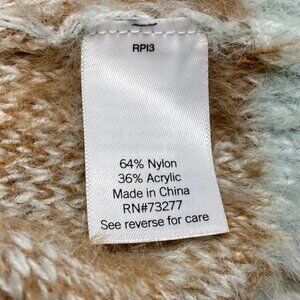 RPI3
64% Nylon
36% Acrylic
Made in China
RN#73277
See reverse for care